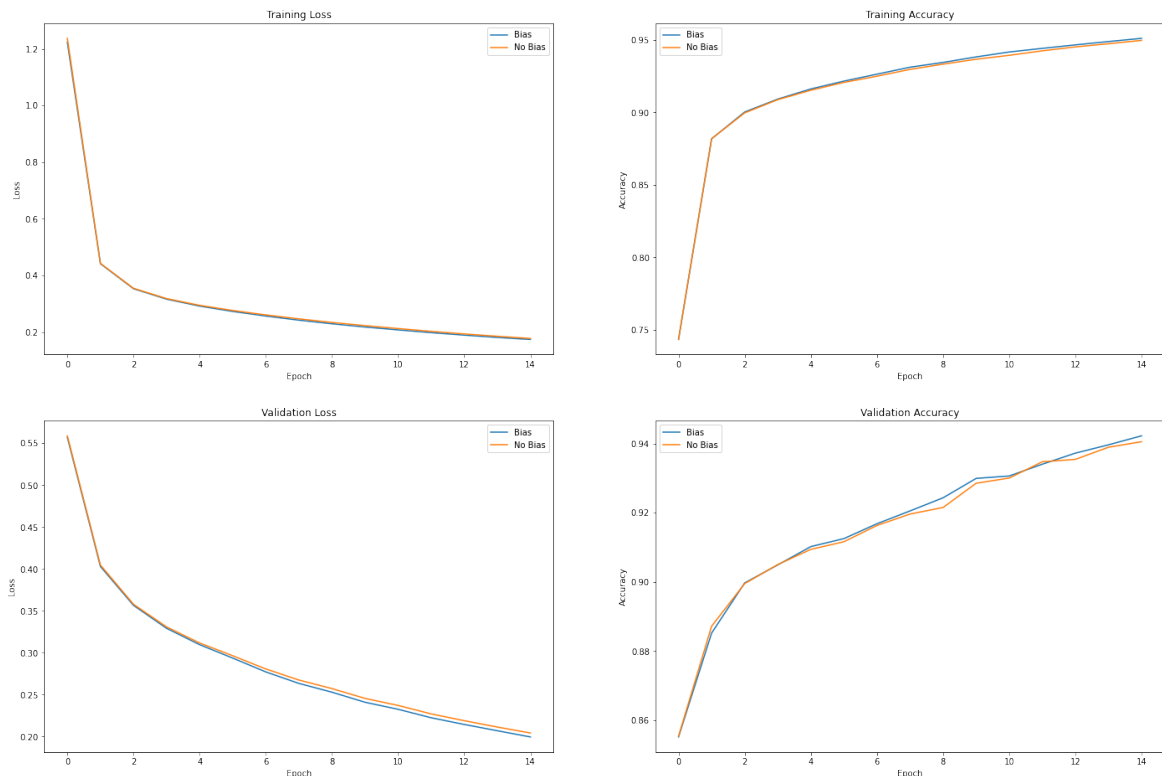 Training Loss
Bias
No Bias
1.2
1.0
0.8
0.6
0.4
0.2
Loss
0 2 4 6 8 10 12 14
Epoch
Training Accuracy
Bias
No Bias
0.95
0.90
0.85
0.80
0.75
Accuracy
0 2 4 6 8 10 12 14
Epoch
Validation Loss
Bias
No Bias
0.55
0.50
0.45
0.40
0.35
0.30
0.25
0.20
Loss
0 2 4 6 8 10 12 14
Epoch
Validation Accuracy
Bias
No Bias
0.94
0.92
0.90
0.88
0.86
Accuracy
0 2 4 6 8 10 12 14
Epoch